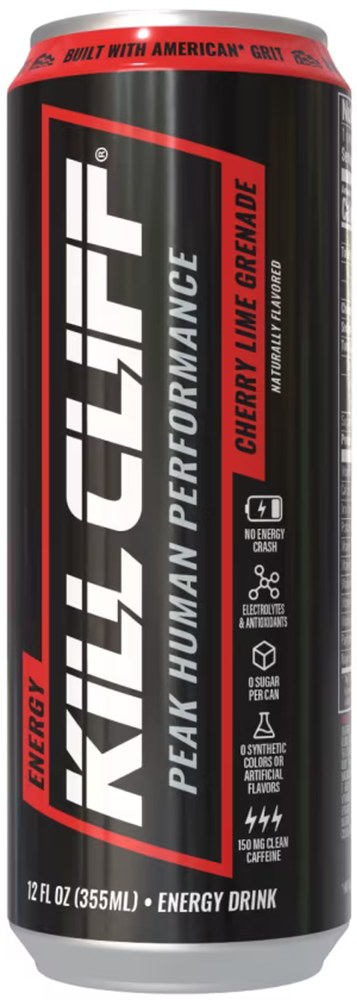 BUILT WITH AMERICAN* GRIT
ENERGY
KILL CLIFF®
PEAK HUMAN PERFORMANCE
CHERRY LIME GRENADE
NATURALLY FLAVORED
NO ENERGY
CRASH
ELECTROLYTES
& ANTIOXIDANTS
0 SUGAR
PER CAN
0 SYNTHETIC
COLORS OR
ARTIFICIAL
FLAVORS
150 MG CLEAN
CAFFEINE
12 FL OZ (355ML) • ENERGY DRINK